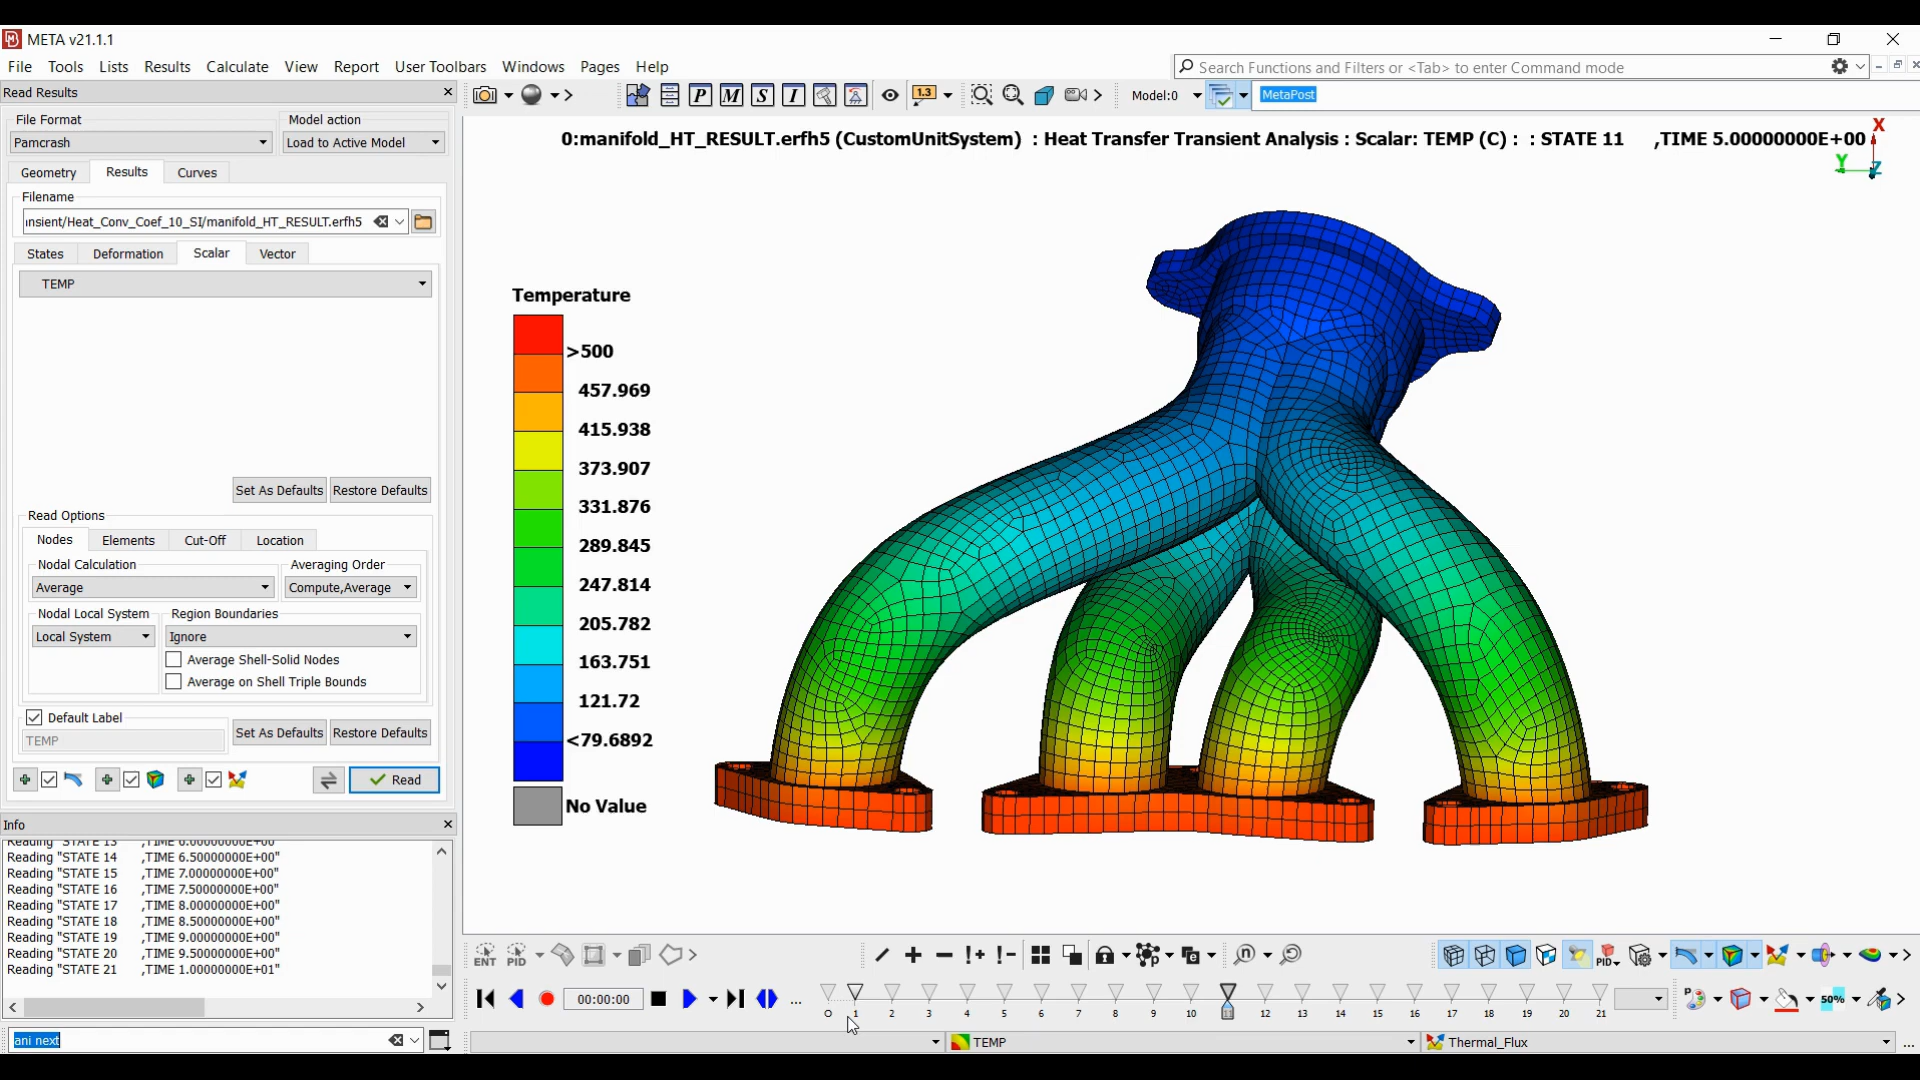 META v21.1.1
File Tools Lists Results Calculate View Report User Toolbars Windows Pages Help
Search Functions and Filters or <Tab> to enter Command mode
Read Results
P M S I 1.3 Model:0 MetaPost
File Format Model action
Pamcrash Load to Active Model
0:manifold_HT_RESULT.erfh5 (CustomUnitSystem) : Heat Transfer Transient Analysis : Scalar: TEMP (C) : : STATE 11 ,TIME 5.00000000E+00
X
Y
Z
Geometry Results Curves
Filename
nsient/Heat_Conv_Coef_10_SI/manifold_HT_RESULT.erfh5
States Deformation Scalar Vector
TEMP
Temperature
>500
457.969
415.938
373.907
331.876
289.845
247.814
205.782
163.751
121.72
<79.6892
No Value
Set As Defaults Restore Defaults
Read Options
Nodes Elements Cut-Off Location
Nodal Calculation Averaging Order
Average Compute,Average
Nodal Local System Region Boundaries
Local System Ignore
Average Shell-Solid Nodes
Average on Shell Triple Bounds
Default Label
TEMP Set As Defaults Restore Defaults
Read
Info
Reading "STATE 13 ,TIME 6.00000000E+00"
Reading "STATE 14 ,TIME 6.50000000E+00"
Reading "STATE 15 ,TIME 7.00000000E+00"
Reading "STATE 16 ,TIME 7.50000000E+00"
Reading "STATE 17 ,TIME 8.00000000E+00"
Reading "STATE 18 ,TIME 8.50000000E+00"
Reading "STATE 19 ,TIME 9.00000000E+00"
Reading "STATE 20 ,TIME 9.50000000E+00"
Reading "STATE 21 ,TIME 1.00000000E+01"
ENT PID PID
00:00:00 ... 50%
0 1 2 3 4 5 6 7 8 9 10 11 12 13 14 15 16 17 18 19 20 21
ani next
TEMP Thermal_Flux ...